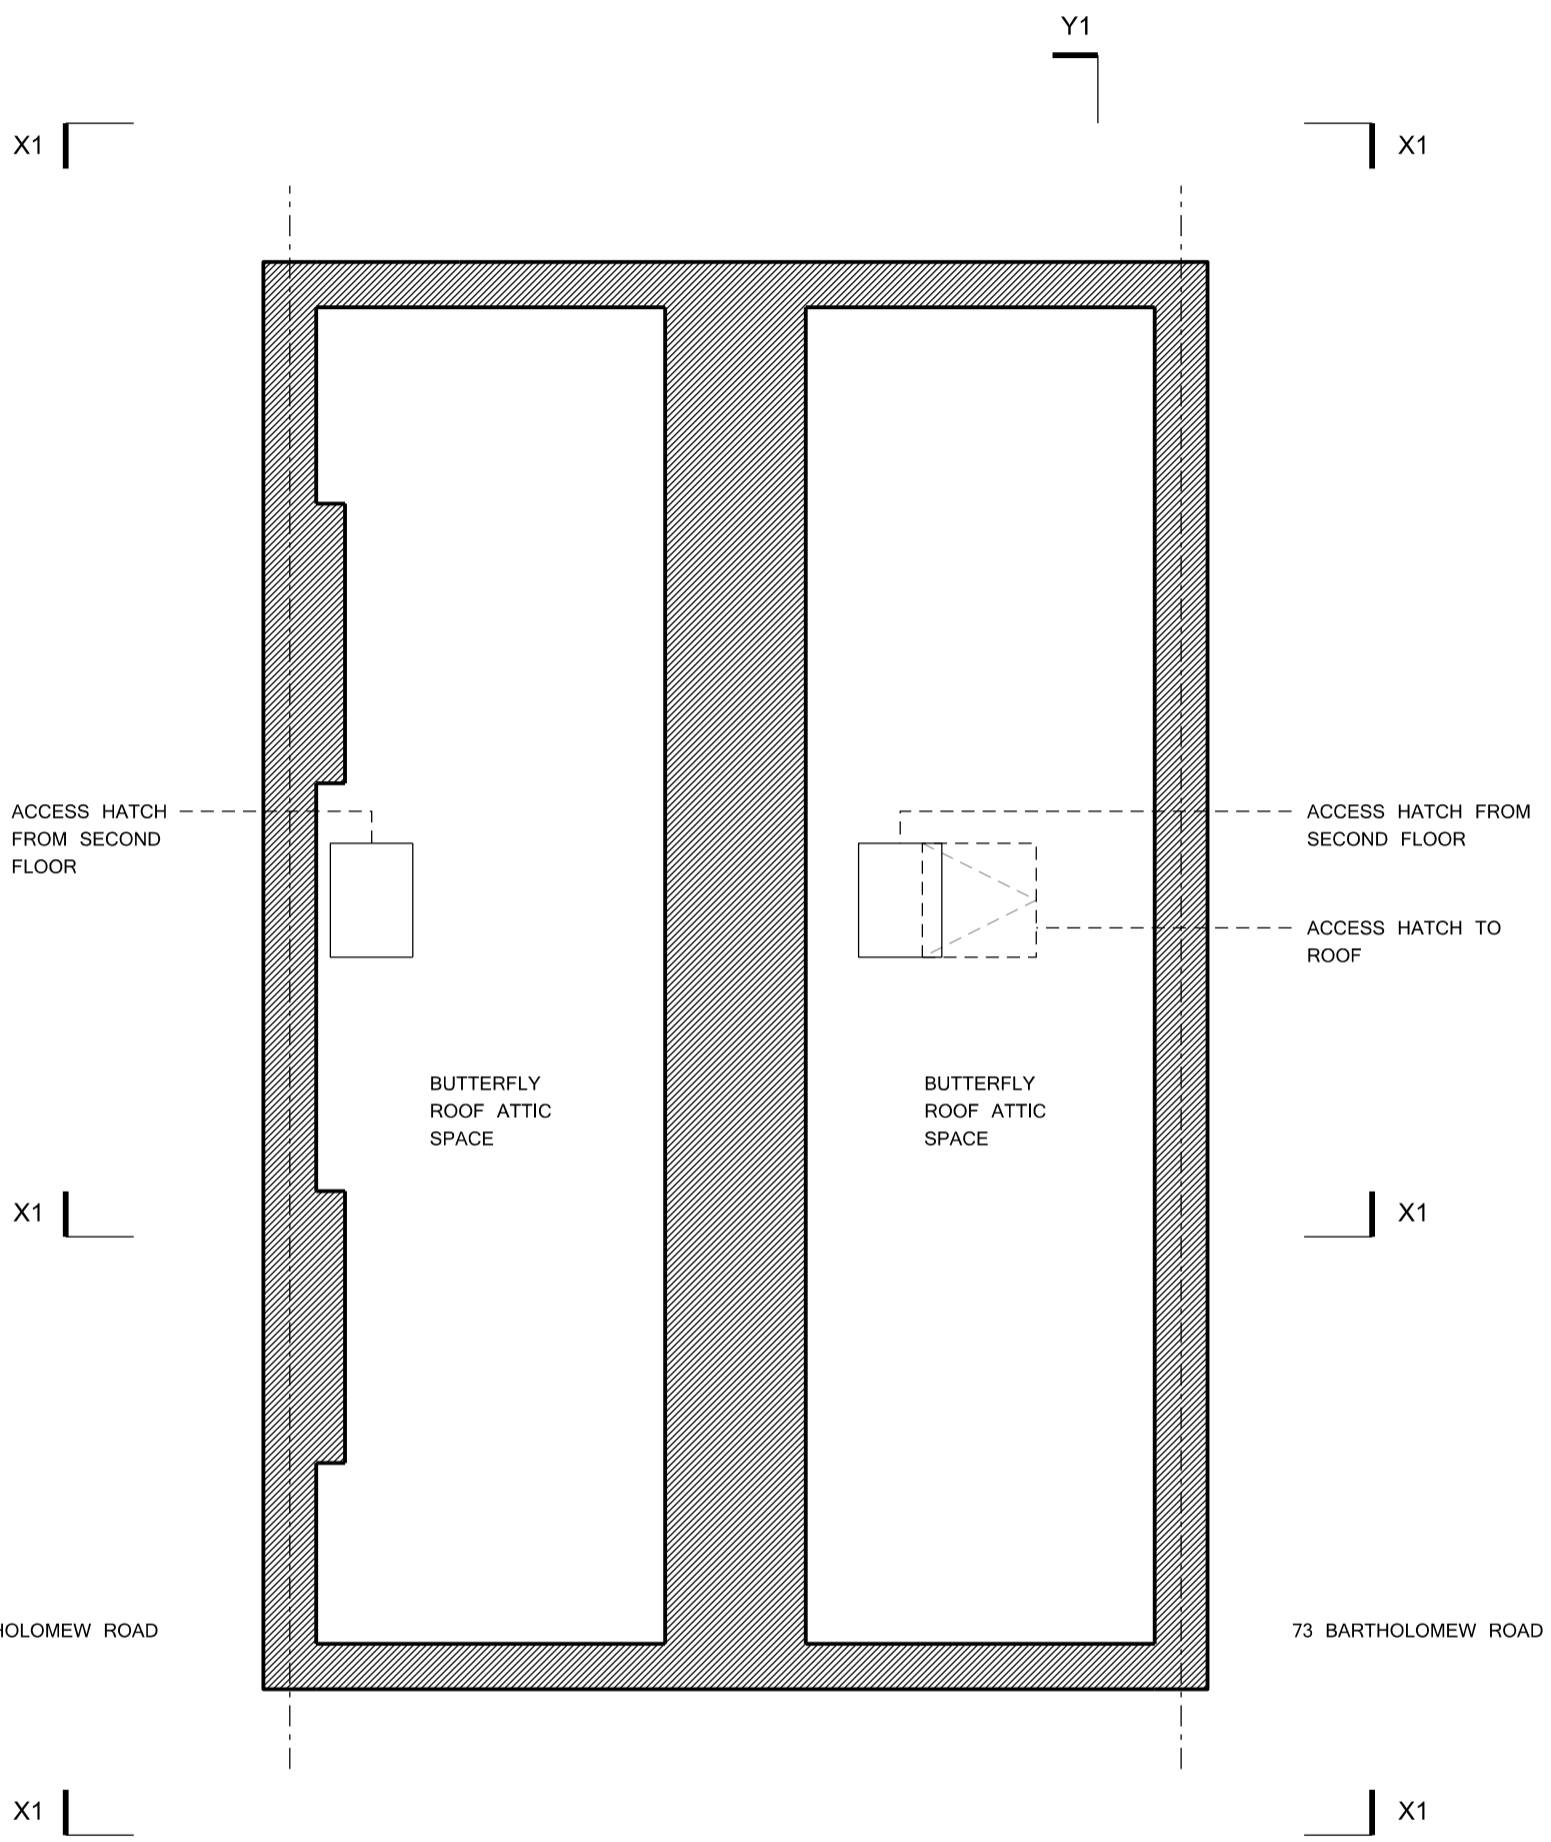 Y1
X1
X1
ACCESS HATCH
FROM SECOND
FLOOR
ACCESS HATCH FROM
SECOND FLOOR
ACCESS HATCH TO
ROOF
BUTTERFLY
ROOF ATTIC
SPACE
BUTTERFLY
ROOF ATTIC
SPACE
X1
X1
ROAD
73 BARTHOLOMEW ROAD
X1
X1